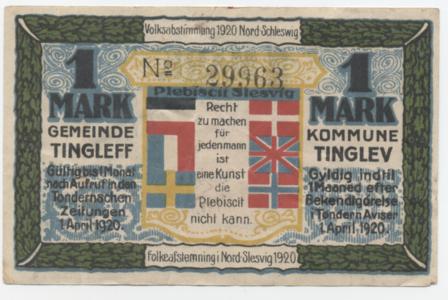 Volksabstimmung 1920 Nord-Schleswig
1
MARK
GEMEINDE
TINGLEFF
Gültig bis 1 Monat
nach Aufruf in den
Tondernschen
Zeitungen
1. April 1920.
No 29963
Plebiscit Slesvig
Recht
zu machen
für
jedenmann
ist
eine Kunst
die
Plebiscit
nicht kann.
1
MARK
KOMMUNE
TINGLEV
Gyldig indtil
1 Maaned efter
Bekendigörelse
i Tondern Aviser
1. April 1920.
Folkeafstemning i Nord-Slesvig 1920